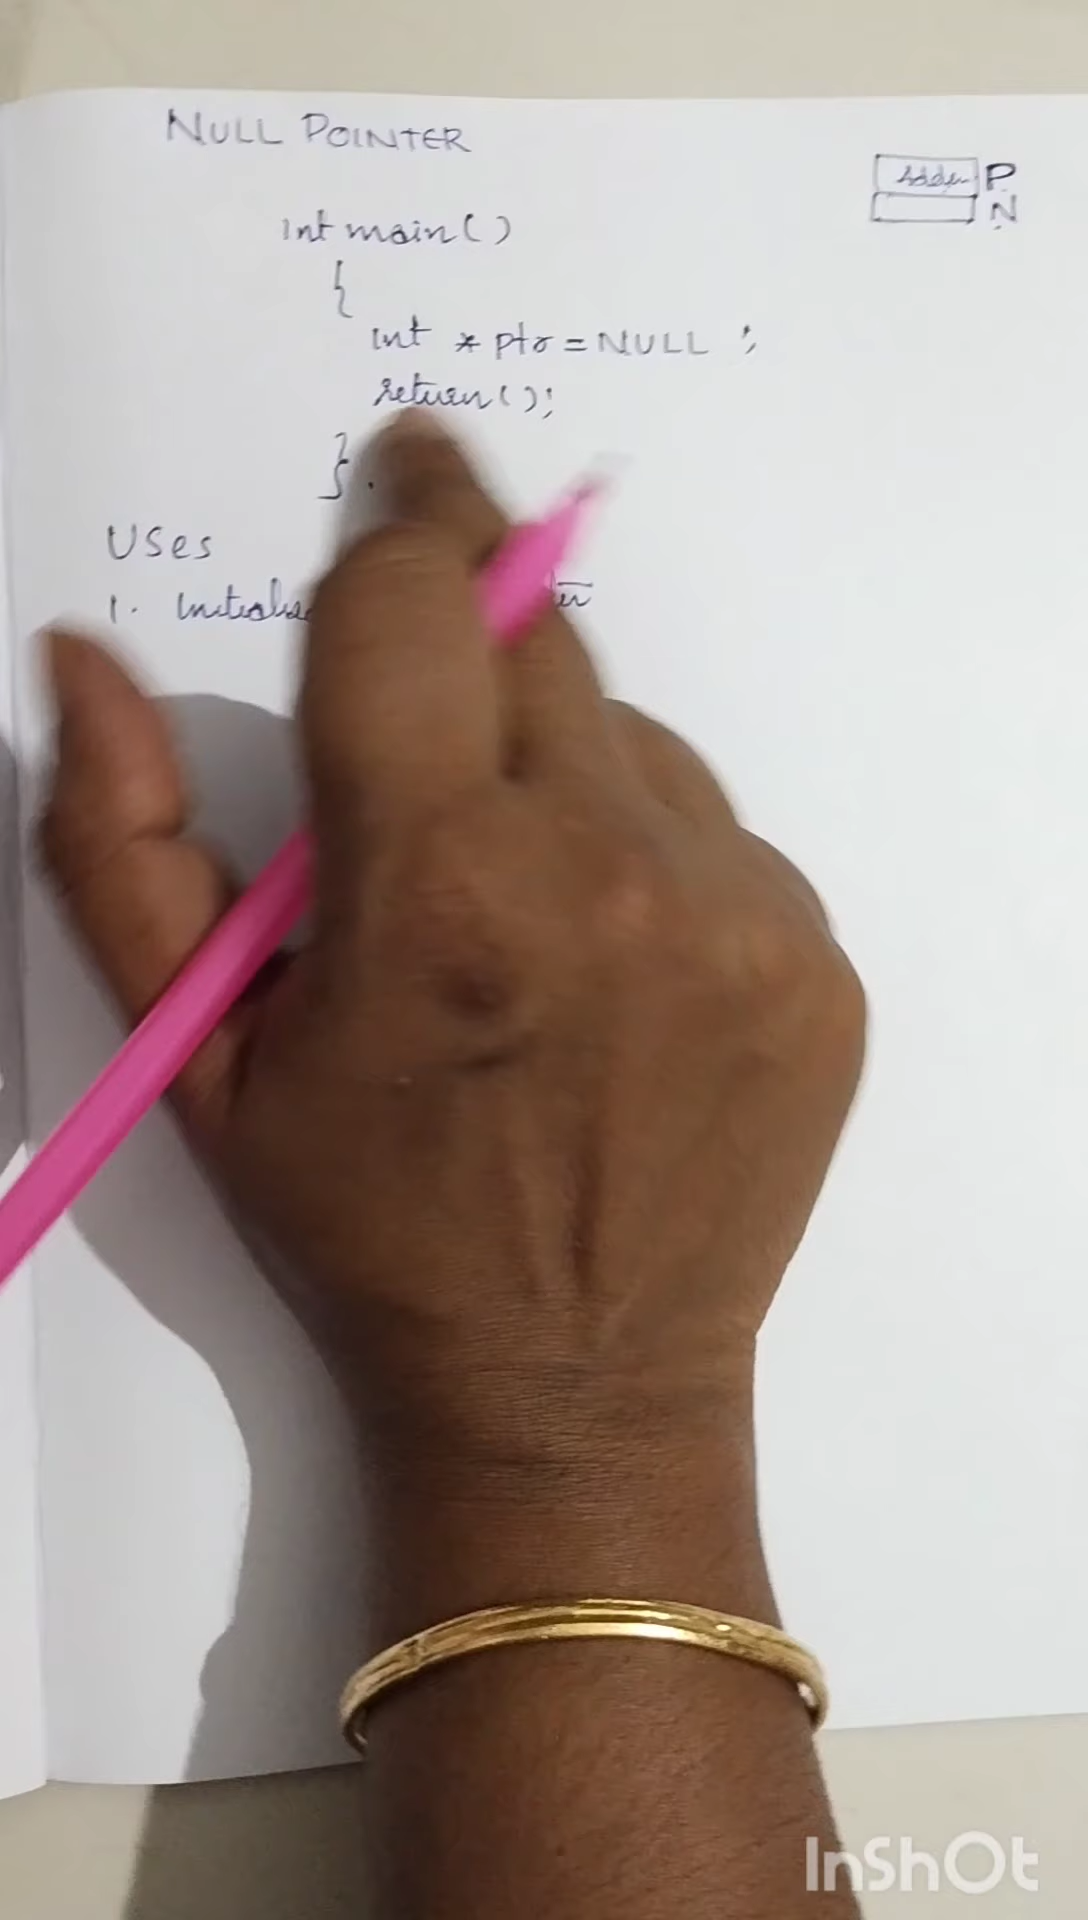 NULL POINTER
P
N
int main()
{
int * ptr = NULL ;
return();
}.
Uses
1.
InShOt